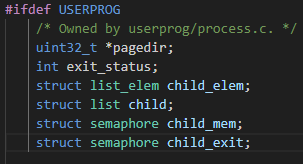 #ifdef USERPROG
/* Owned by userprog/process.c. */
uint32_t *pagedir;
int exit_status;
struct list_elem child_elem;
struct list child;
struct semaphore child_mem;
struct semaphore child_exit;